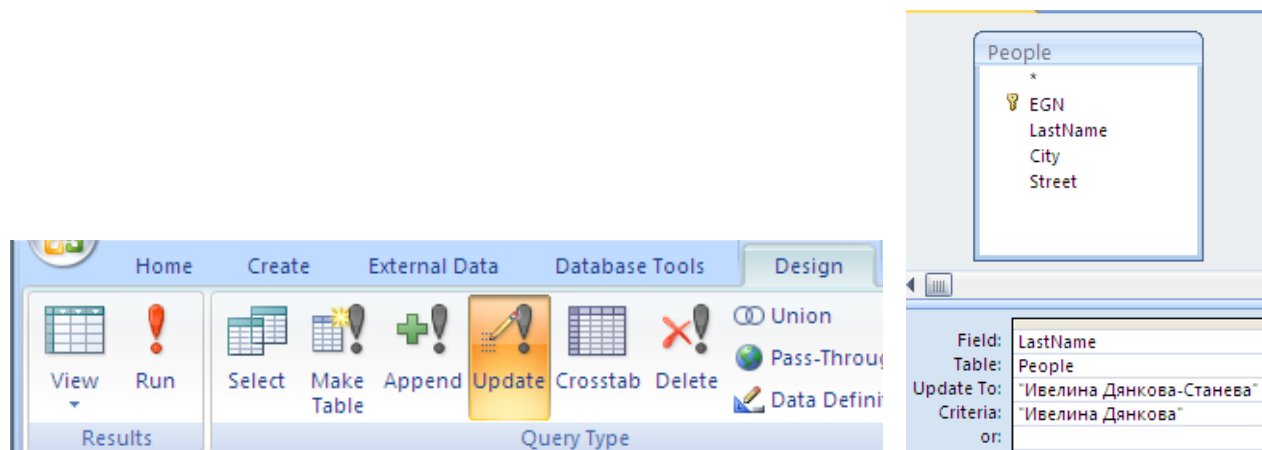 Home Create External Data Database Tools Design
View Run Select Make Table Append Update Crosstab Delete
Union
Pass-Throug
Data Defini
Results Query Type
People
*
EGN
LastName
City
Street
Field: LastName
Table: People
Update To: "Ивелина Дянкова-Станева"
Criteria: "Ивелина Дянкова"
or: